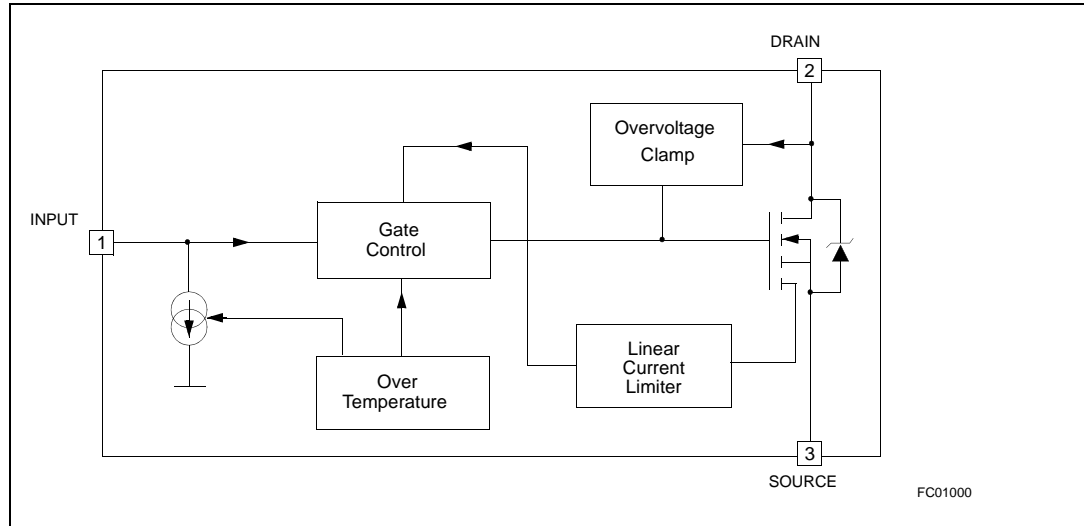 DRAIN
2
Overvoltage
Clamp
INPUT
1
Gate
Control
Over
Temperature
Linear
Current
Limiter
3
SOURCE
FC01000